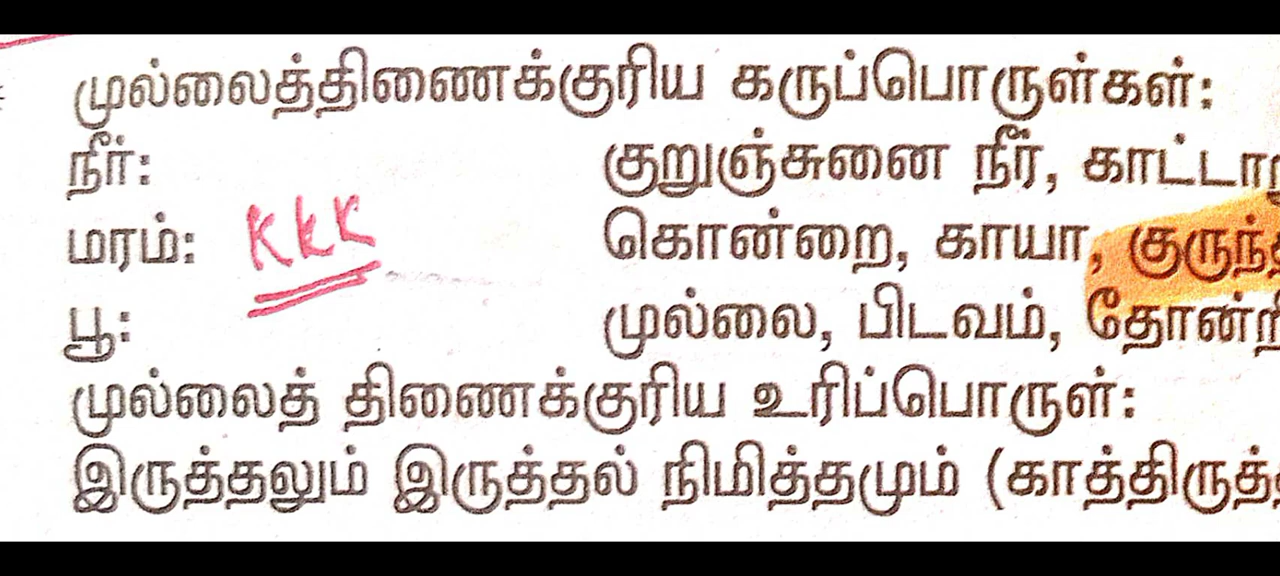 முல்லைத்திணைக்குரிய கருப்பொருள்கள்:
நீர்: குறுஞ்சுனை நீர்,
மரம்: KKK கொன்றை, காயா,
பூ: முல்லை, பிடவம்,
முல்லைத் திணைக்குரிய உரிப்பொருள்:
இருத்தலும் இருத்தல் நிமித்தமும்